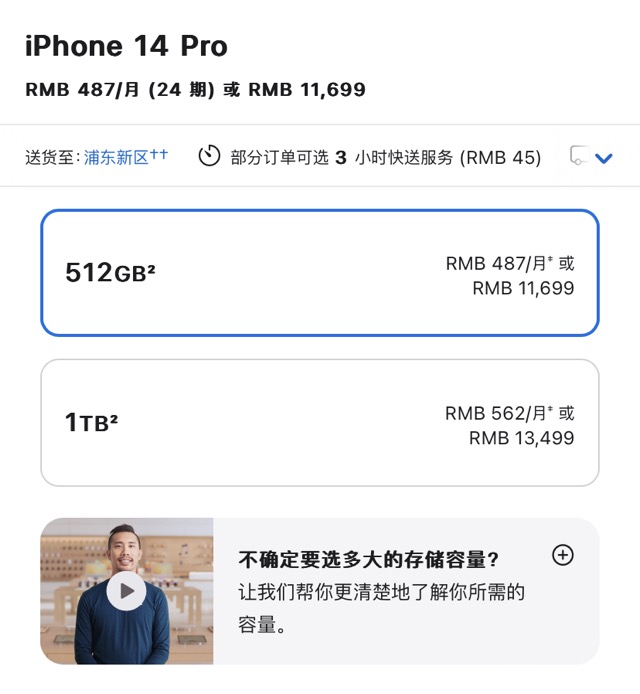 iPhone 14 Pro
RMB 487/月 (24 期) 或 RMB 11,699
送货至：浦东新区†† 部分订单可选 3 小时快送服务 (RMB 45)
512GB²
RMB 487/月‡ 或
RMB 11,699
1TB²
RMB 562/月‡ 或
RMB 13,499
不确定要选多大的存储容量？
让我们帮你更清楚地了解你所需的
容量。